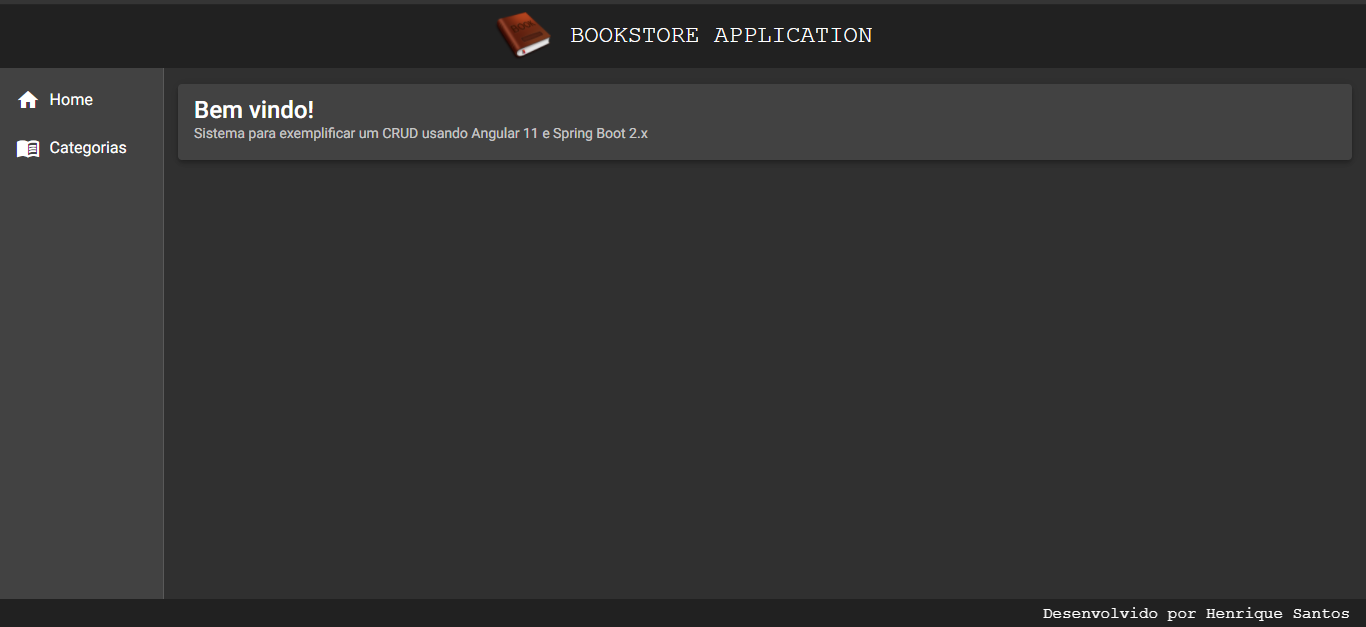 BOOKSTORE APPLICATION
Home
Categorias
Bem vindo!
Sistema para exemplificar um CRUD usando Angular 11 e Spring Boot 2.x
Desenvolvido por Henrique Santos